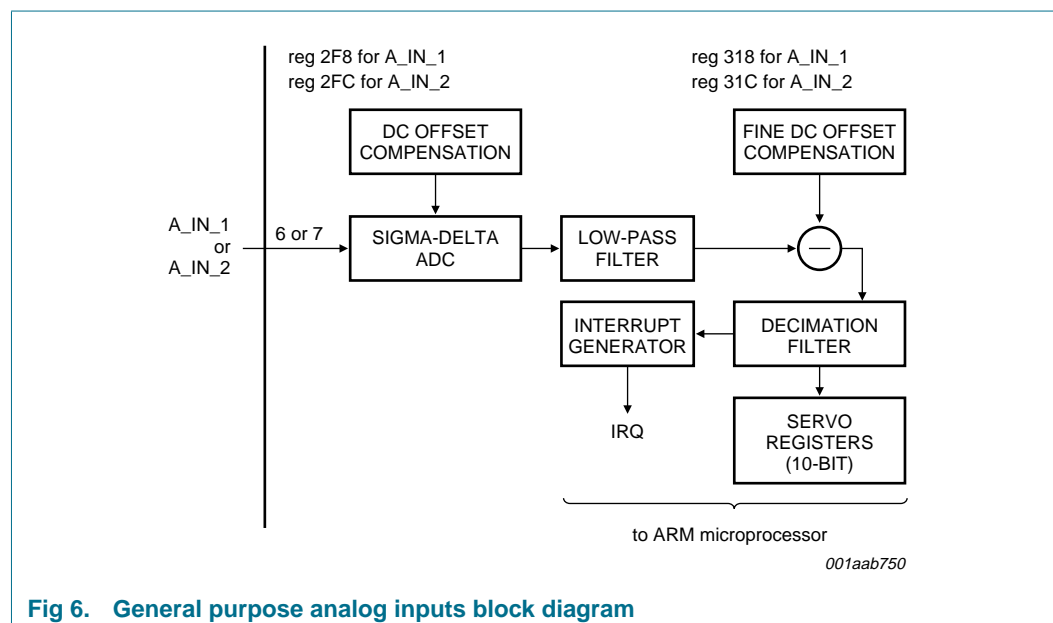 reg 2F8 for A_IN_1
reg 2FC for A_IN_2
reg 318 for A_IN_1
reg 31C for A_IN_2
DC OFFSET
COMPENSATION
FINE DC OFFSET
COMPENSATION
A_IN_1
or
A_IN_2
6 or 7
SIGMA-DELTA
ADC
LOW-PASS
FILTER
—
INTERRUPT
GENERATOR
DECIMATION
FILTER
IRQ
SERVO
REGISTERS
(10-BIT)
to ARM microprocessor
001aab750
Fig 6. General purpose analog inputs block diagram